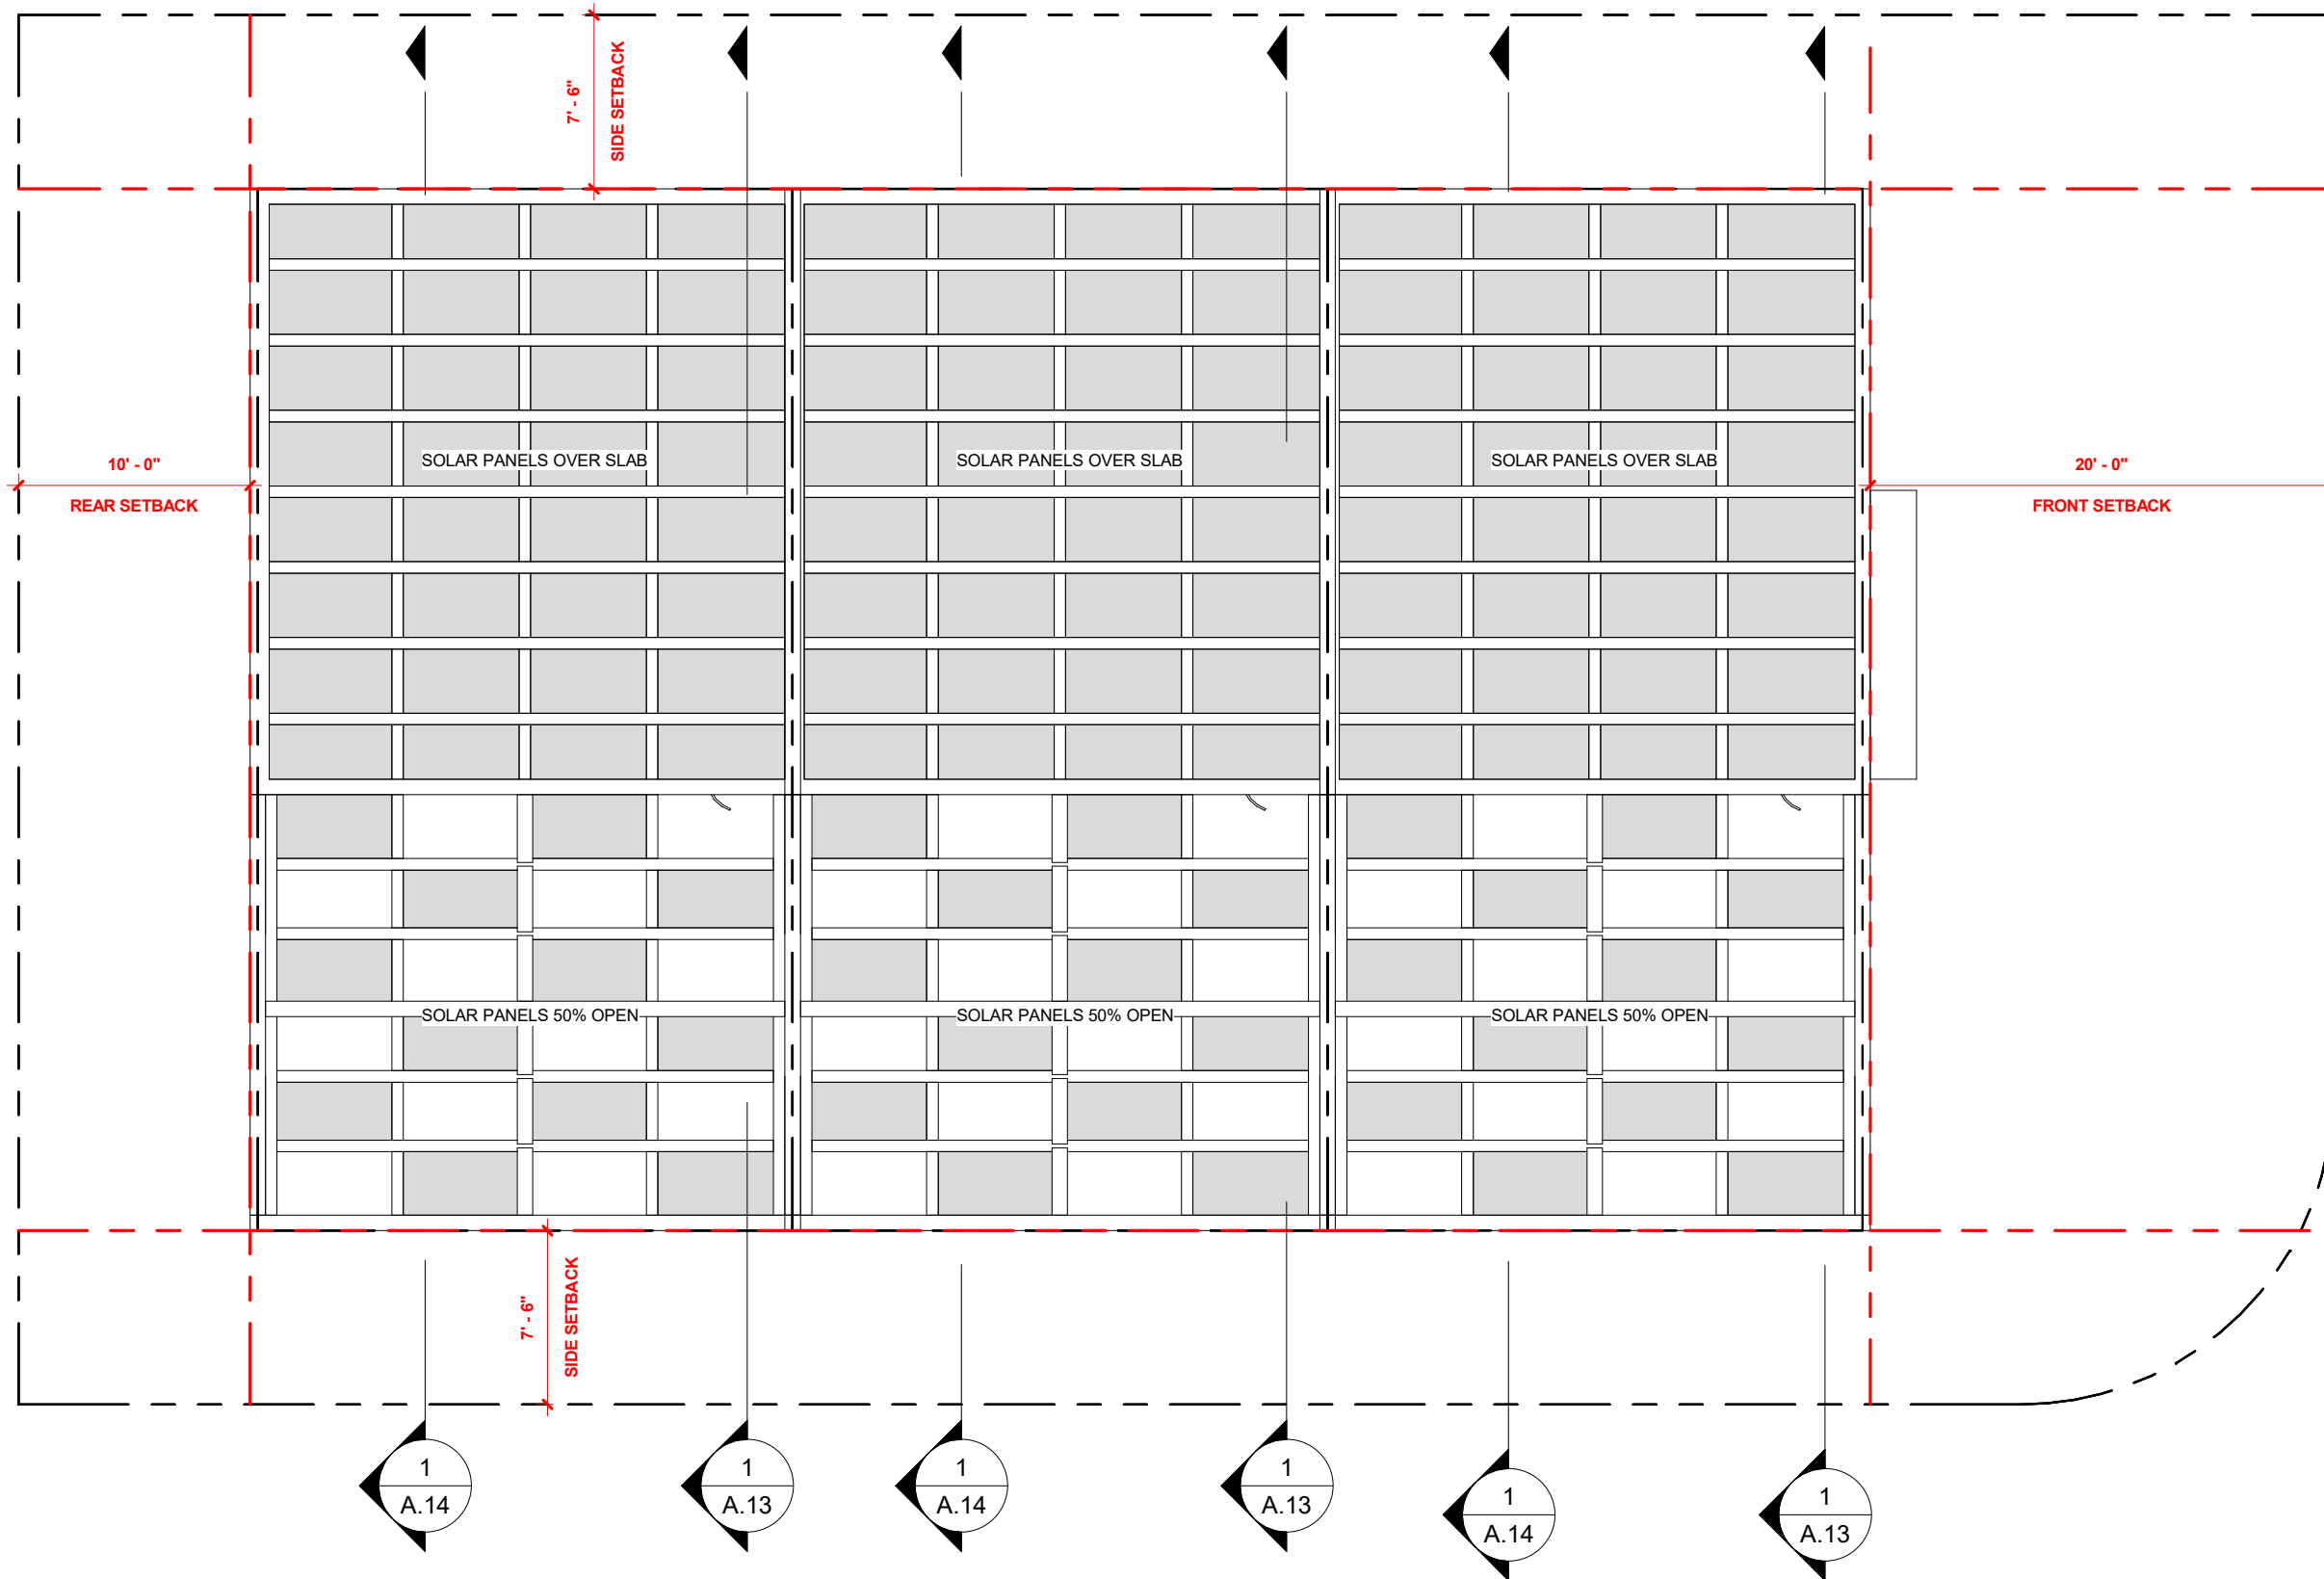 7' - 6"
SIDE SETBACK
10' - 0"
REAR SETBACK
SOLAR PANELS OVER SLAB
SOLAR PANELS OVER SLAB
SOLAR PANELS OVER SLAB
20' - 0"
FRONT SETBACK
SOLAR PANELS 50% OPEN
SOLAR PANELS 50% OPEN
SOLAR PANELS 50% OPEN
7' - 6"
SIDE SETBACK
1
A.14
1
A.13
1
A.14
1
A.13
1
A.14
1
A.13